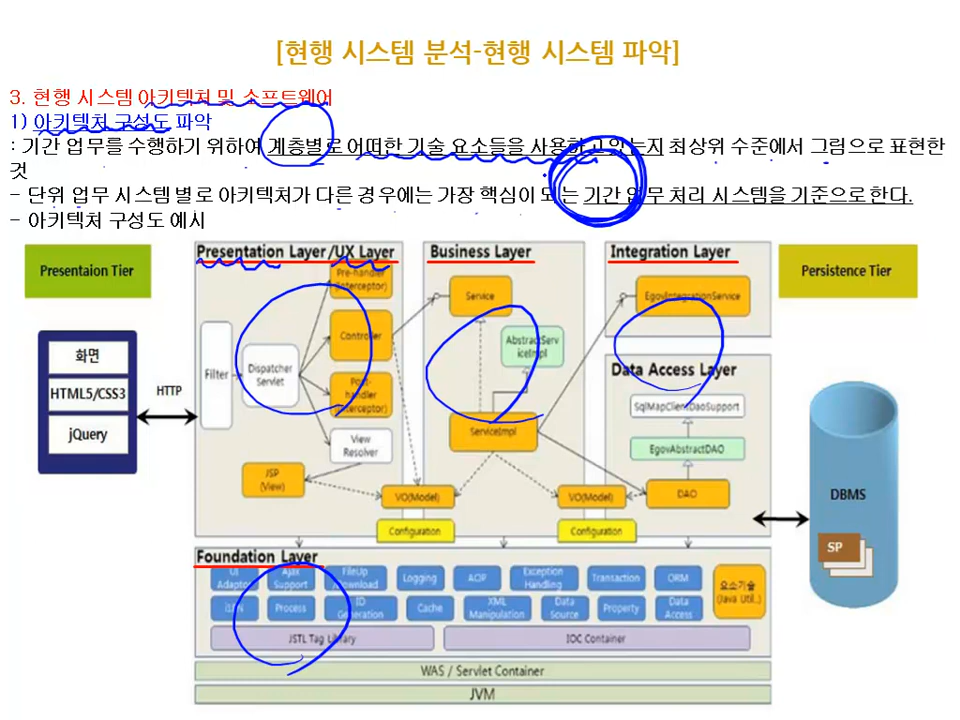 [현행 시스템 분석-현행 시스템 파악]
3. 현행 시스템 아키텍처 및 소프트웨어
1) 아키텍처 구성도 파악
: 기간 업무를 수행하기 위하여 계층별로 어떠한 기술 요소들을 사용하고 있는지 최상위 수준에서 그림으로 표현한
것
- 단위 업무 시스템별로 아키텍처가 다른 경우에는 가장 핵심이 되는 기간 업무 처리 시스템을 기준으로 한다.
- 아키텍처 구성도 예시
Presentaion Tier
Presentation Layer /UX Layer
Business Layer
Integration Layer
Persistence Tier
화면
HTML5/CSS3
jQuery
HTTP
Filter
Dispatcher
Servlet
Pre-handler
(Interceptor)
Controller
Post-
handler
(Interceptor)
View
Resolver
JSP
(View)
VO(Model)
Configuration
Service
AbstractServ
iceImpl
ServiceImpl
VO(Model)
Configuration
EgovIntegrationService
Data Access Layer
SqlMapClientDaoSupport
EgovAbstractDAO
DAO
DBMS
SP
Foundation Layer
UI
Adaptor
Ajax
Support
FileUp
/Download
Logging
AOP
Exception
Handling
Transaction
ORM
요소기술
(Java Util..)
i18N
Process
ID
Generation
Cache
XML
Manipulation
Data
Source
Property
Data
Access
JSTL Tag Library
IOC Container
WAS / Servlet Container
JVM